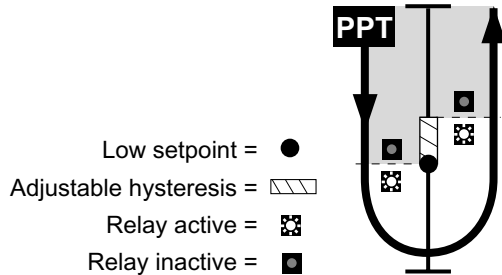 PPT
Low setpoint =
Adjustable hysteresis =
Relay active =
Relay inactive =